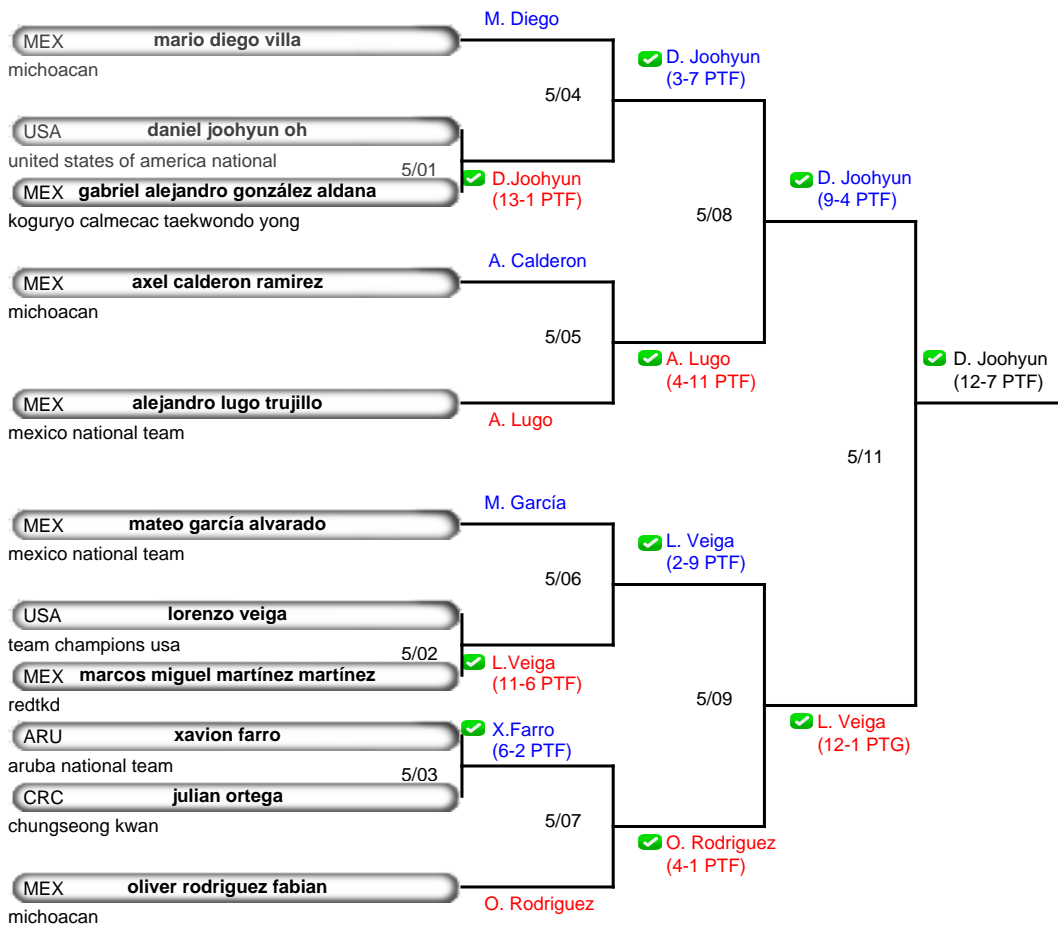 M. Diego
MEX mario diego villa
michoacan
D. Joohyun
(3-7 PTF)
5/04
USA daniel joohyun oh
united states of america national
5/01
D.Joohyun
(13-1 PTF)
MEX gabriel alejandro gonzález aldana
koguryo calmecac taekwondo yong
D. Joohyun
(9-4 PTF)
5/08
A. Calderon
MEX axel calderon ramirez
michoacan
5/05
A. Lugo
(4-11 PTF)
D. Joohyun
(12-7 PTF)
MEX alejandro lugo trujillo
mexico national team
A. Lugo
5/11
M. García
MEX mateo garcía alvarado
mexico national team
L. Veiga
(2-9 PTF)
5/06
USA lorenzo veiga
team champions usa
5/02
L.Veiga
(11-6 PTF)
MEX marcos miguel martínez martínez
redtkd
5/09
L. Veiga
(12-1 PTG)
ARU xavion farro
aruba national team
X.Farro
(6-2 PTF)
5/03
CRC julian ortega
chungseong kwan
5/07
O. Rodriguez
(4-1 PTF)
MEX oliver rodriguez fabian
michoacan
O. Rodriguez